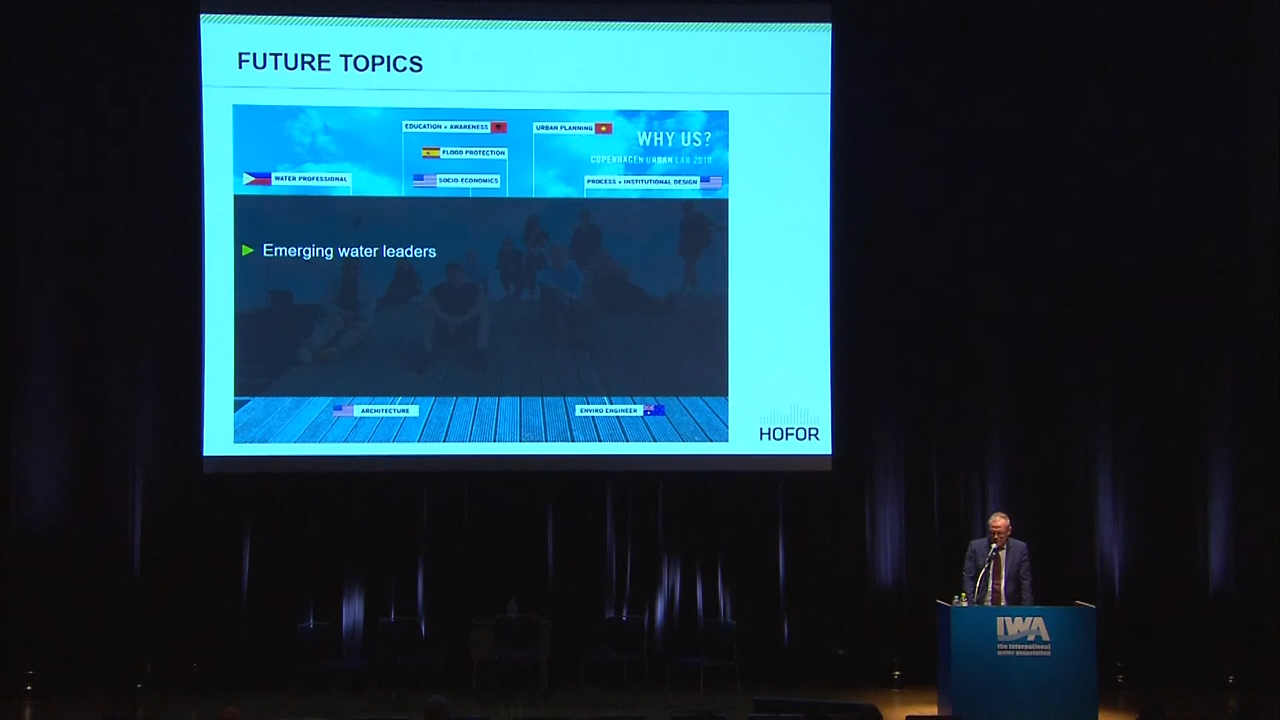 FUTURE TOPICS
EDUCATION + AWARENESS
URBAN PLANNING
WHY US?
FLOOD PROTECTION
COPENHAGEN URBAN LAB 2018
WATER PROFESSIONAL
SOCIO-ECONOMICS
PROCESS + INSTITUTIONAL DESIGN
Emerging water leaders
ARCHITECTURE
ENVIRO ENGINEER
HOFOR
IWA
the international
water association